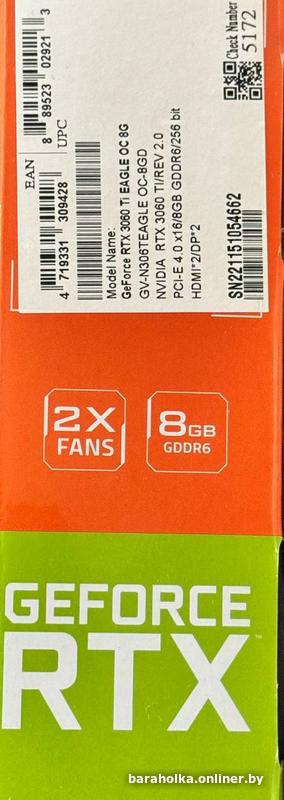 EAN
4 719331 309428
UPC
8 89523 02921 3
Check Number
5172
Model Name:
GeForce RTX 3060 Ti EAGLE OC 8G
GV-N306TEAGLE OC-8GD
NVIDIA RTX 3060 TI/REV 2.0
PCI-E 4.0 x16/8GB GDDR6/256 bit
HDMI*2/DP*2
SN221151054662
2X
FANS
8GB
GDDR6
GEFORCE
RTX™
baraholka.onliner.by